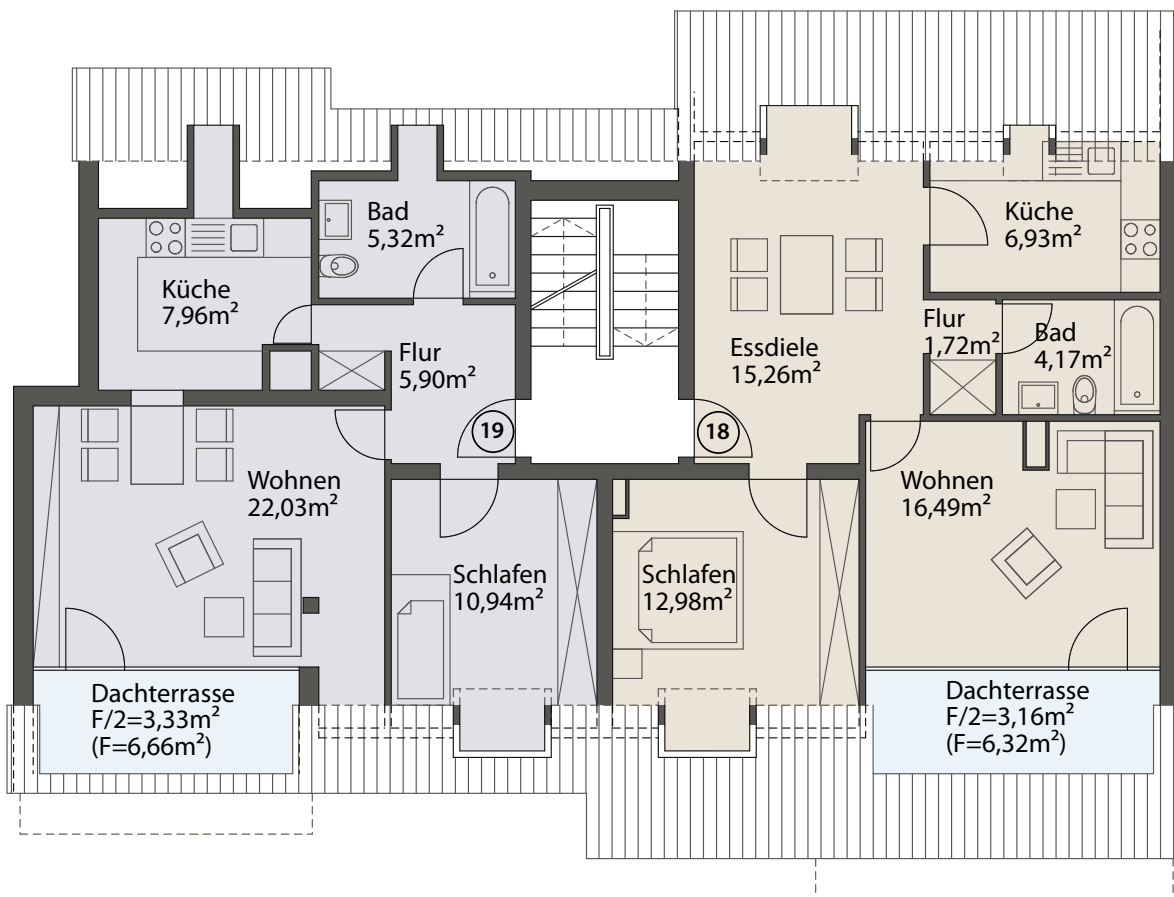 Bad
5,32m²
Küche
7,96m²
Flur
5,90m²
19
Wohnen
22,03m²
Schlafen
10,94m²
Dachterrasse
F/2=3,33m²
(F=6,66m²)
Küche
6,93m²
Essdiele
15,26m²
Flur
1,72m²
Bad
4,17m²
18
Wohnen
16,49m²
Schlafen
12,98m²
Dachterrasse
F/2=3,16m²
(F=6,32m²)